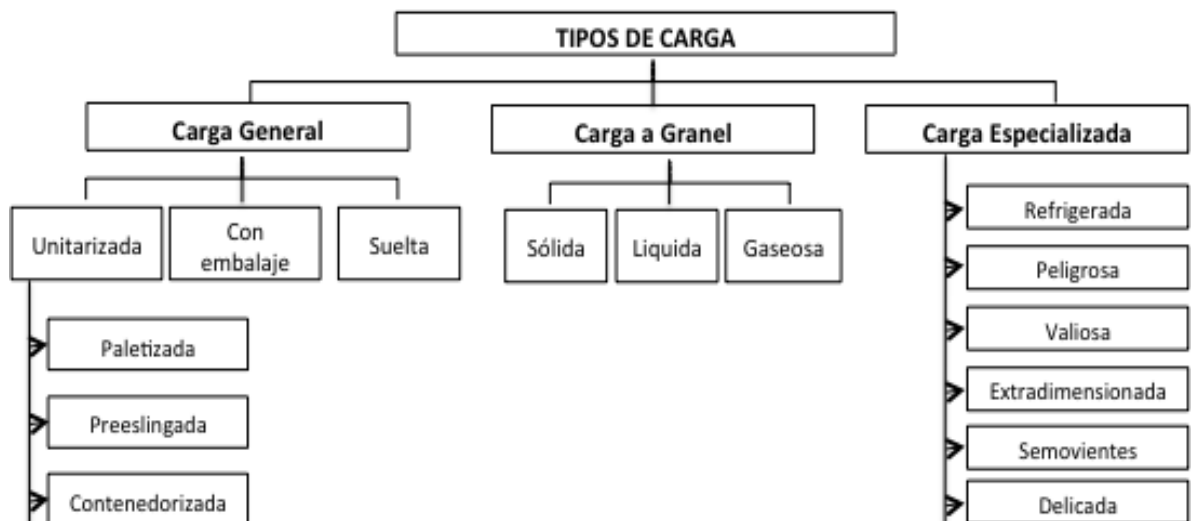 TIPOS DE CARGA
Carga General
Carga a Granel
Carga Especializada
Unitarizada
Con
embalaje
Suelta
Sólida
Liquida
Gaseosa
Paletizada
Preeslingada
Contenedorizada
Refrigerada
Peligrosa
Valiosa
Extradimensionada
Semovientes
Delicada